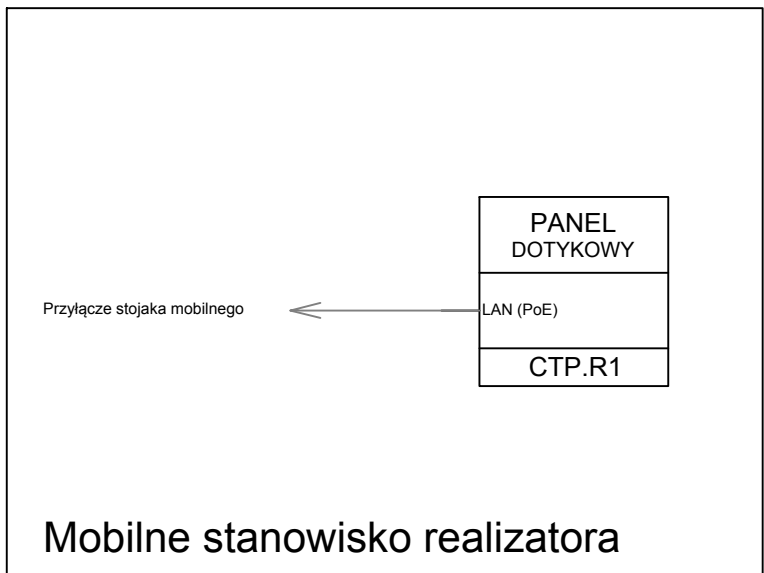 PANEL
DOTYKOWY
Przyłącze stojaka mobilnego
LAN (PoE)
CTP.R1
Mobilne stanowisko realizatora